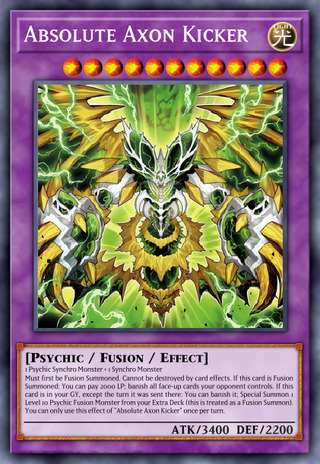 Absolute Axon Kicker
LIGHT
光
[Psychic / Fusion / Effect]
1 Psychic Synchro Monster + 1 Synchro Monster
Must first be Fusion Summoned. Cannot be destroyed by card effects. If this card is Fusion
Summoned: You can pay 2000 LP; banish all face-up cards your opponent controls. If this
card is in your GY, except the turn it was sent there: You can banish it; Special Summon 1
Level 10 Psychic Fusion Monster from your Extra Deck (this is treated as a Fusion Summon).
You can only use this effect of "Absolute Axon Kicker" once per turn.
ATK/3400 DEF/2200